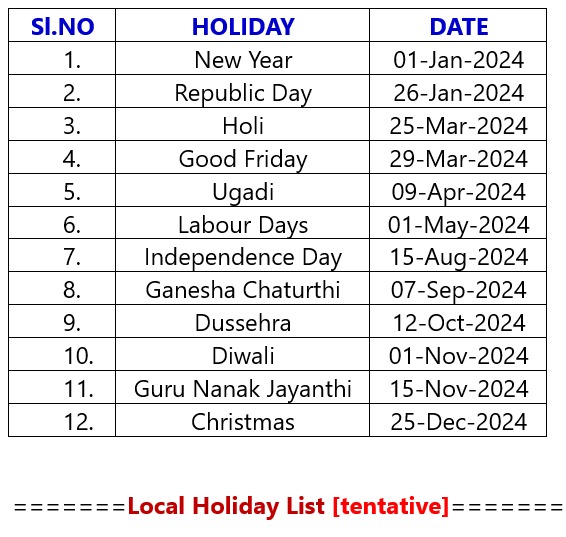 Sl.NO HOLIDAY DATE
1. New Year 01-Jan-2024
2. Republic Day 26-Jan-2024
3. Holi 25-Mar-2024
4. Good Friday 29-Mar-2024
5. Ugadi 09-Apr-2024
6. Labour Days 01-May-2024
7. Independence Day 15-Aug-2024
8. Ganesha Chaturthi 07-Sep-2024
9. Dussehra 12-Oct-2024
10. Diwali 01-Nov-2024
11. Guru Nanak Jayanthi 15-Nov-2024
12. Christmas 25-Dec-2024
=======Local Holiday List [tentative]=======